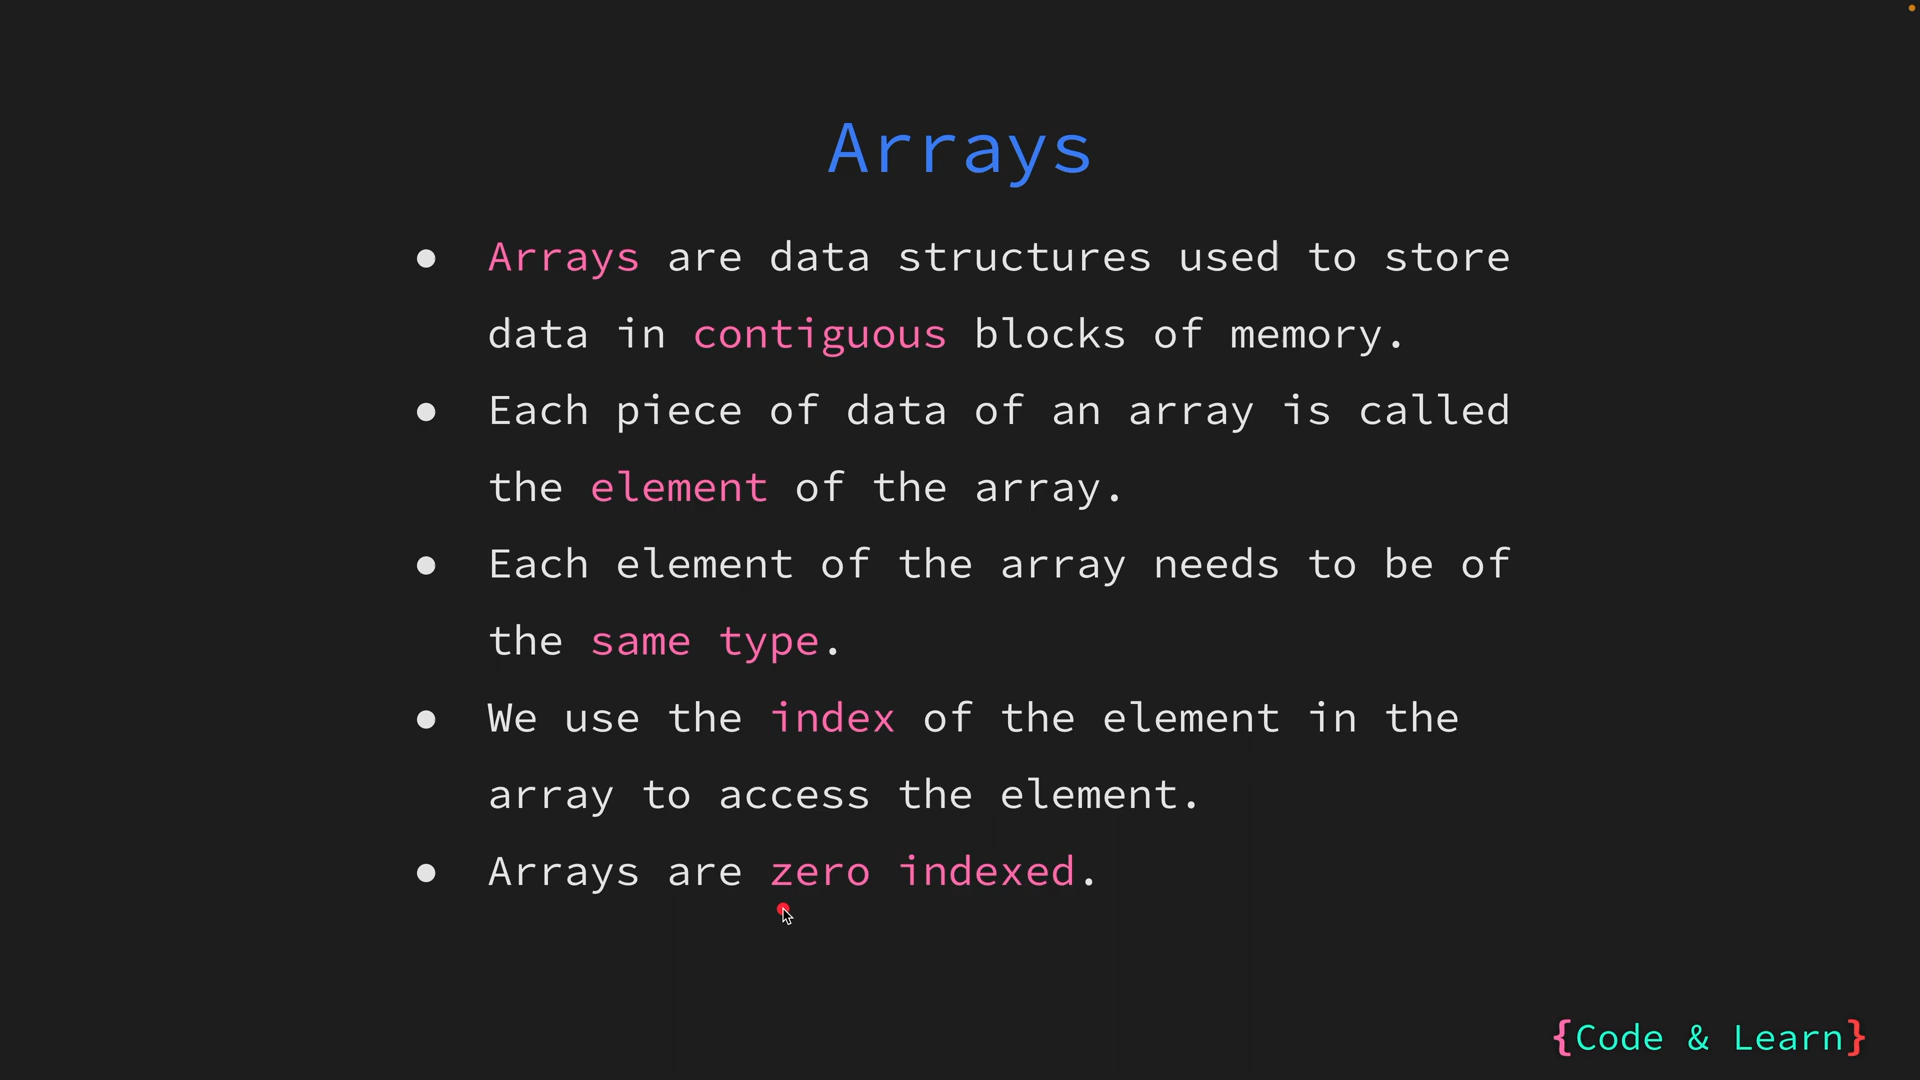 Arrays
● Arrays are data structures used to store
data in contiguous blocks of memory.
● Each piece of data of an array is called
the element of the array.
● Each element of the array needs to be of
the same type.
● We use the index of the element in the
array to access the element.
● Arrays are zero indexed.
{Code & Learn}